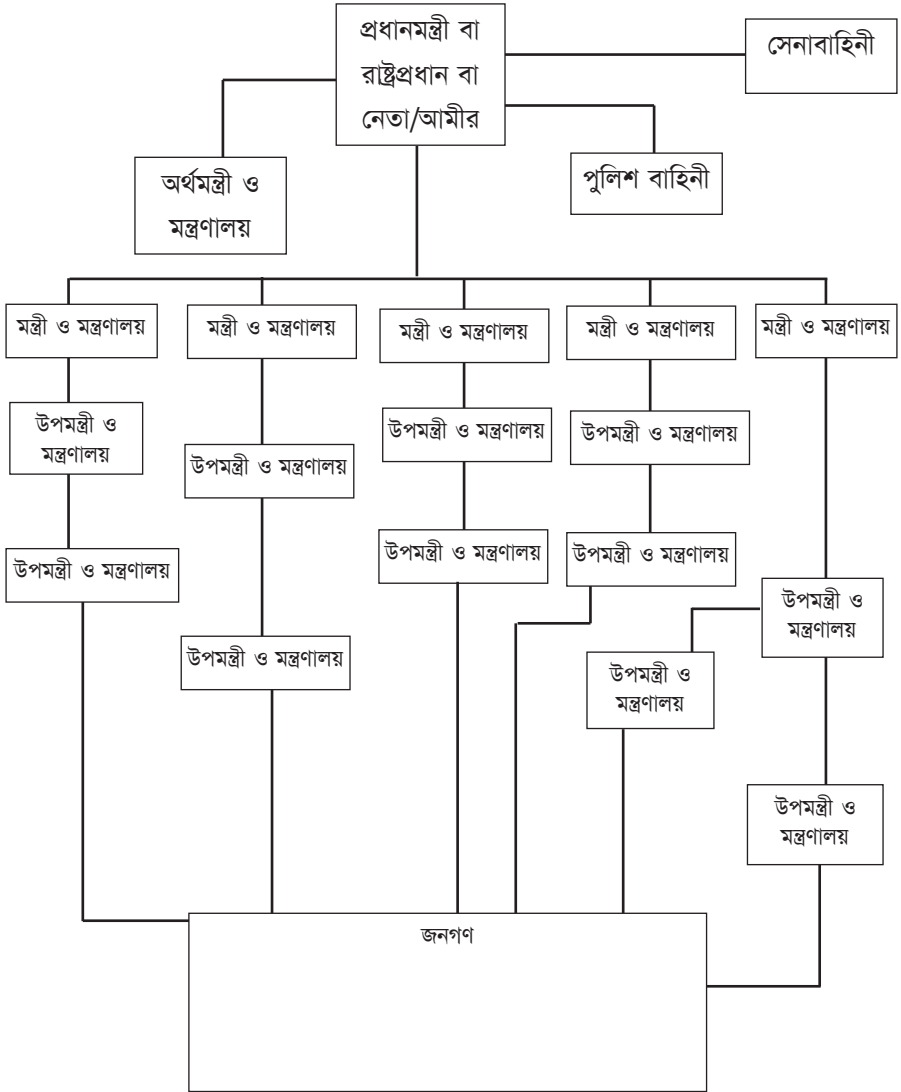 প্রধানমন্ত্রী বা
রাষ্ট্রপ্রধান বা
নেতা/আমীর
সেনাবাহিনী
অর্থমন্ত্রী ও
মন্ত্রণালয়
পুলিশ বাহিনী
মন্ত্রী ও মন্ত্রণালয়
মন্ত্রী ও মন্ত্রণালয়
মন্ত্রী ও মন্ত্রণালয়
মন্ত্রী ও মন্ত্রণালয়
মন্ত্রী ও মন্ত্রণালয়
উপমন্ত্রী ও
মন্ত্রণালয়
উপমন্ত্রী ও মন্ত্রণালয়
উপমন্ত্রী ও মন্ত্রণালয়
উপমন্ত্রী ও মন্ত্রণালয়
উপমন্ত্রী ও মন্ত্রণালয়
উপমন্ত্রী ও মন্ত্রণালয়
উপমন্ত্রী ও মন্ত্রণালয়
উপমন্ত্রী ও
মন্ত্রণালয়
উপমন্ত্রী ও মন্ত্রণালয়
উপমন্ত্রী ও
মন্ত্রণালয়
উপমন্ত্রী ও
মন্ত্রণালয়
জনগণ